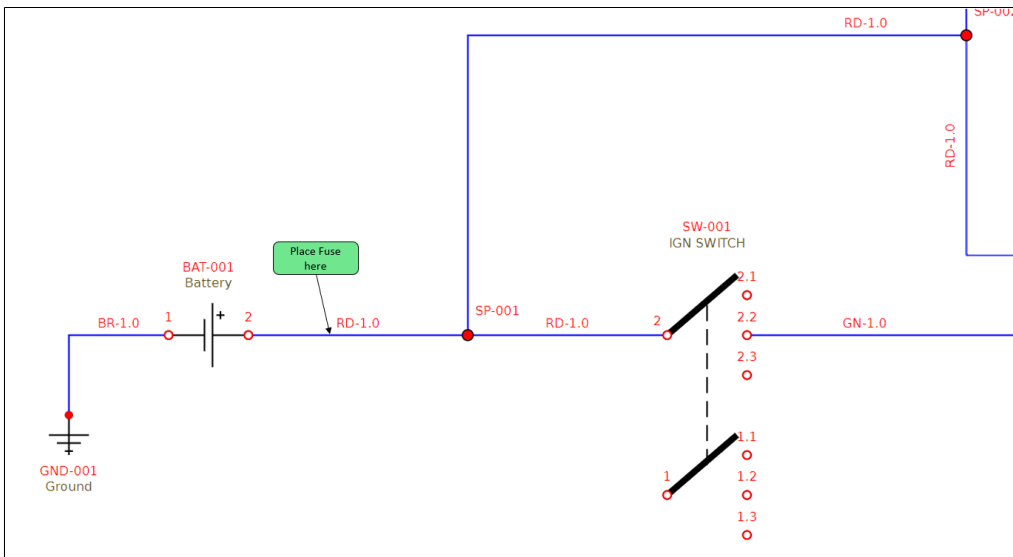 SP-002
RD-1.0
RD-1.0
SW-001
IGN SWITCH
Place Fuse
here
BAT-001
Battery
2.1
SP-001
BR-1.0
1
2
RD-1.0
RD-1.0
2
2.2
GN-1.0
2.3
1.1
GND-001
Ground
1
1.2
1.3